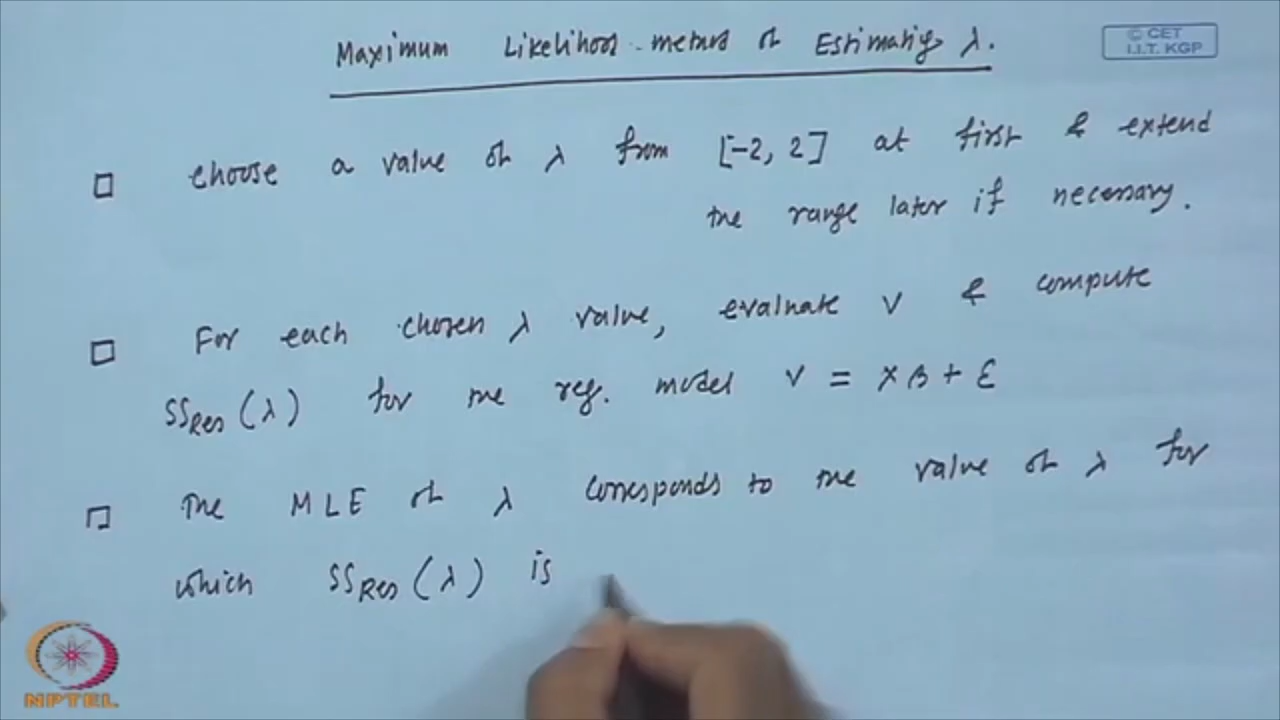 Maximum Likelihood method of Estimating λ.
© CET
I.I.T. KGP
□ choose a value of λ from [-2, 2] at first & extend
the range later if necessary.
□ For each chosen λ value, evaluate V & compute
SS_Res (λ) for the reg. model V = Xβ + ε
□ The MLE of λ corresponds to the value of λ for
which SS_Res (λ) is
NPTEL